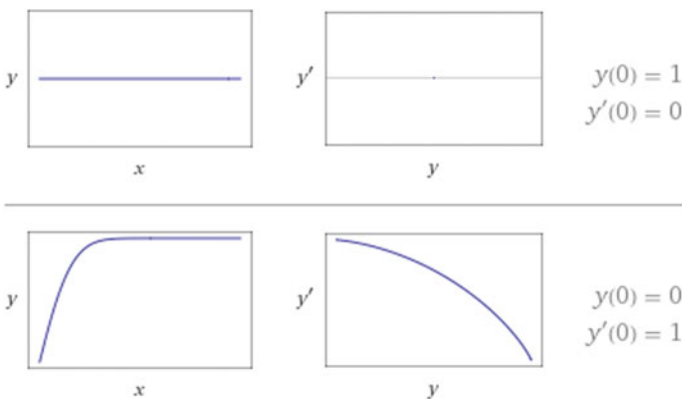 y
x
y'
y
y(0) = 1
y'(0) = 0
y
x
y'
y
y(0) = 0
y'(0) = 1